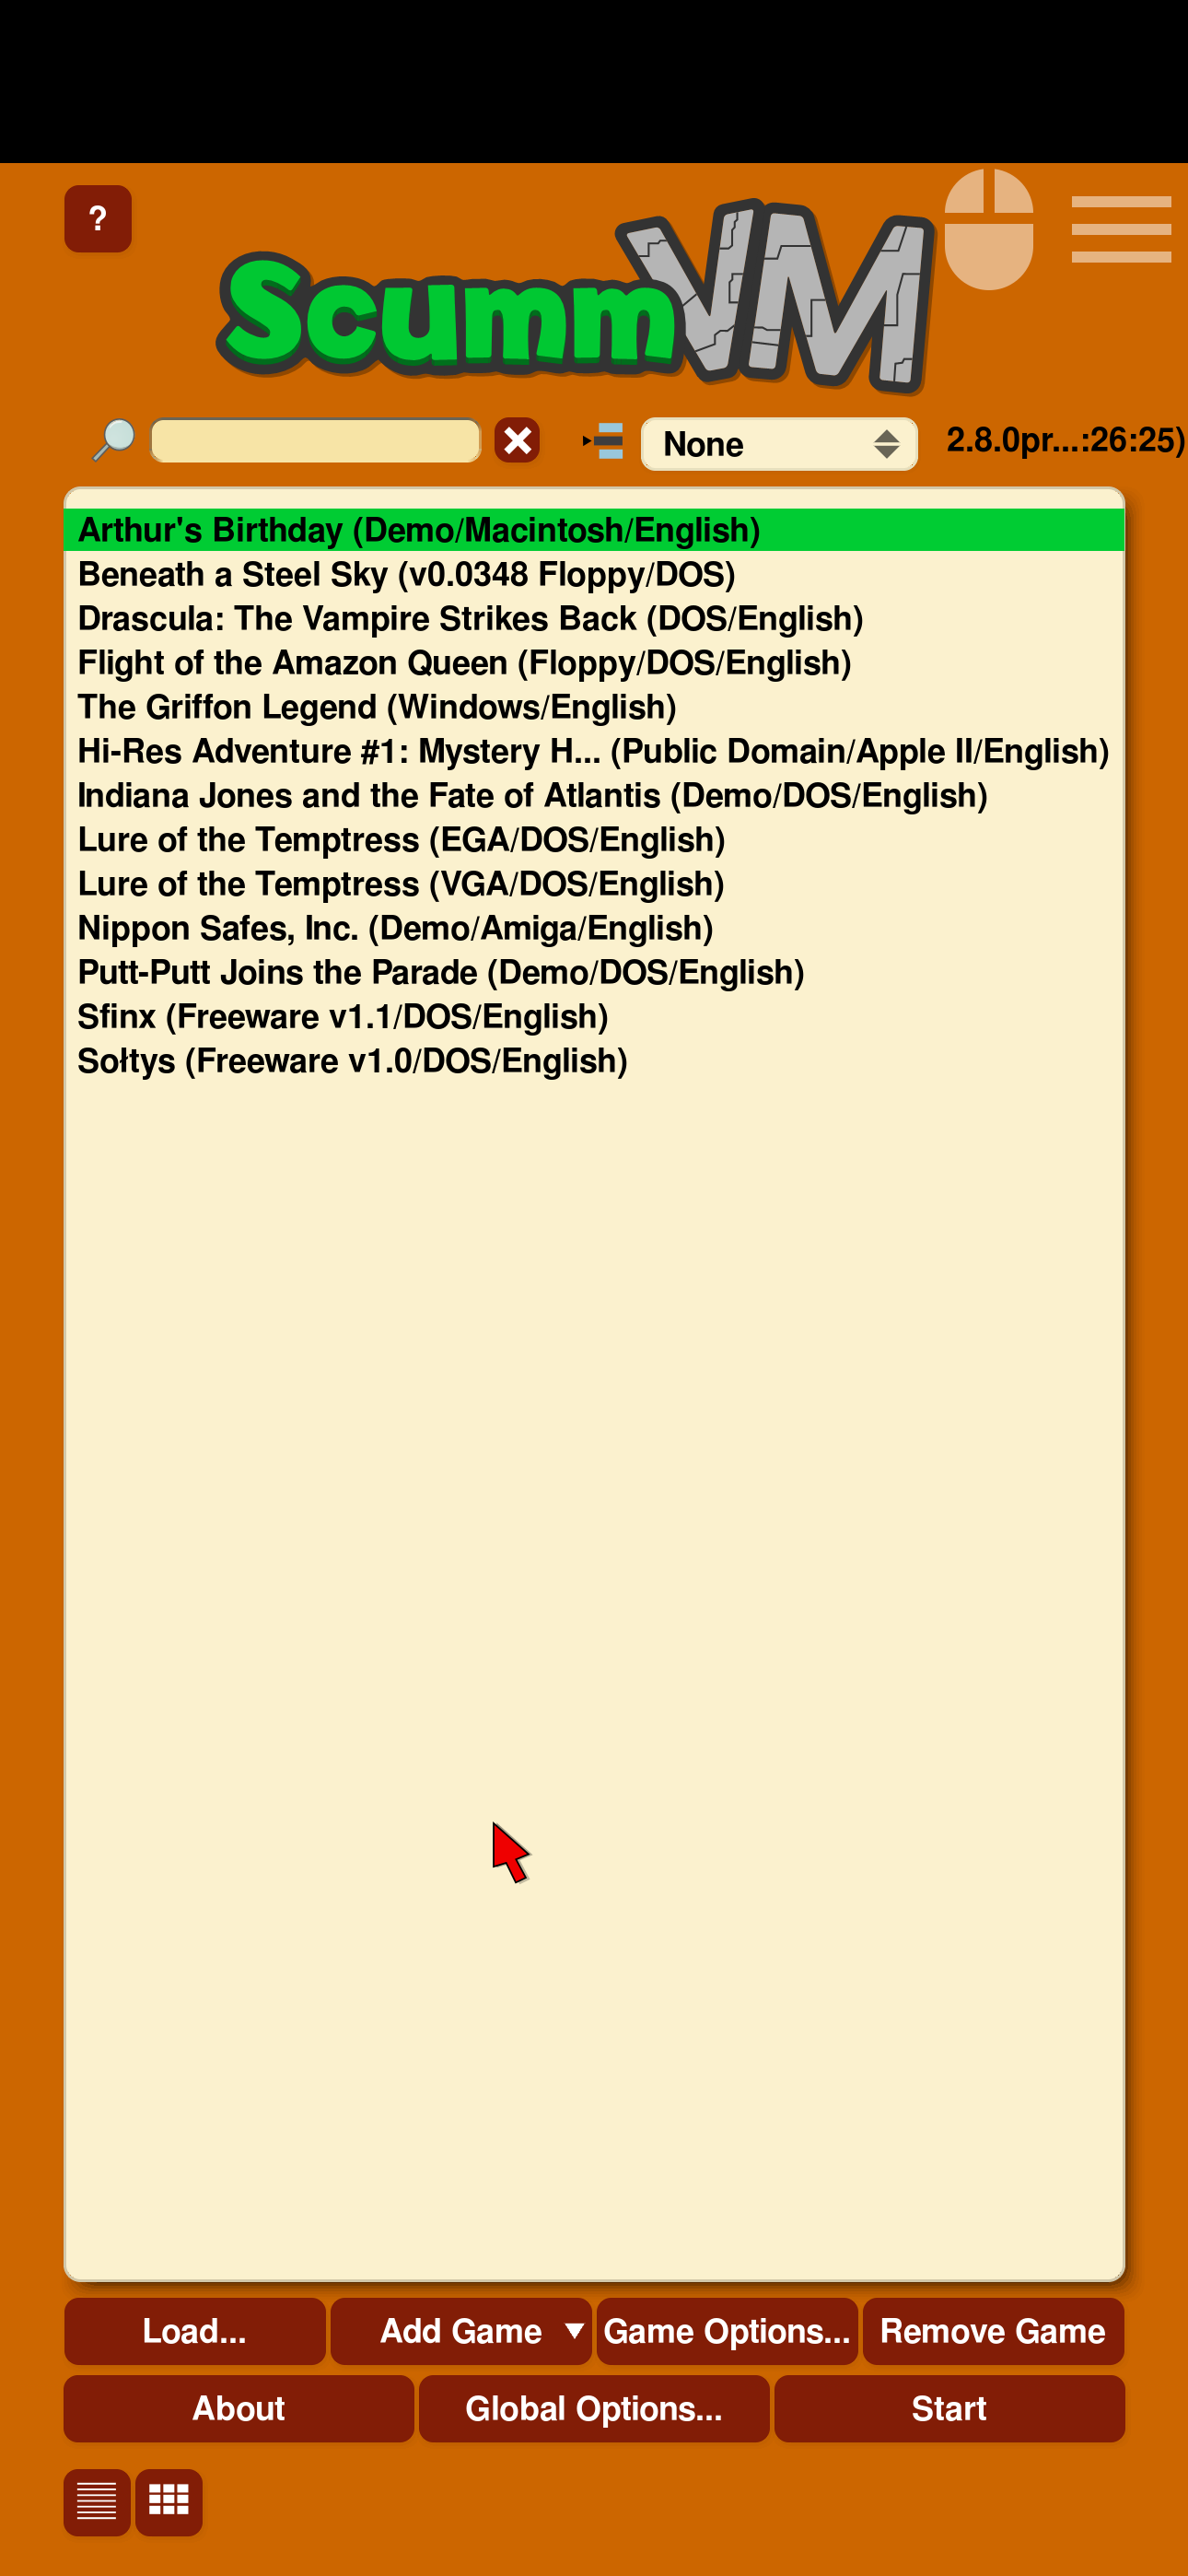 ?
ScummVM
None
2.8.0pr...:26:25)
Arthur's Birthday (Demo/Macintosh/English)
Beneath a Steel Sky (v0.0348 Floppy/DOS)
Drascula: The Vampire Strikes Back (DOS/English)
Flight of the Amazon Queen (Floppy/DOS/English)
The Griffon Legend (Windows/English)
Hi-Res Adventure #1: Mystery H... (Public Domain/Apple II/English)
Indiana Jones and the Fate of Atlantis (Demo/DOS/English)
Lure of the Temptress (EGA/DOS/English)
Lure of the Temptress (VGA/DOS/English)
Nippon Safes, Inc. (Demo/Amiga/English)
Putt-Putt Joins the Parade (Demo/DOS/English)
Sfinx (Freeware v1.1/DOS/English)
Sołtys (Freeware v1.0/DOS/English)
Load... Add Game Game Options... Remove Game
About Global Options... Start